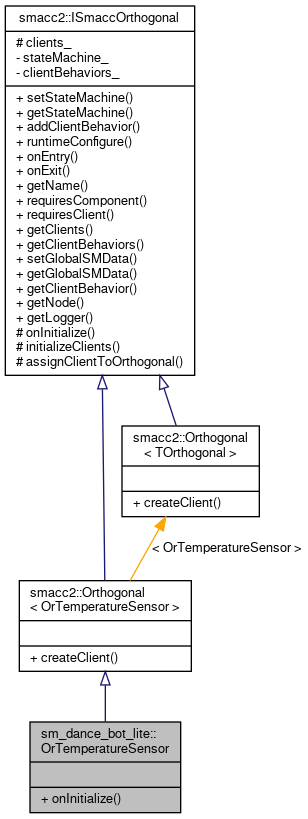 smacc2::ISmaccOrthogonal
# clients_
- stateMachine_
- clientBehaviors_
+ setStateMachine()
+ getStateMachine()
+ addClientBehavior()
+ runtimeConfigure()
+ onEntry()
+ onExit()
+ getName()
+ requiresComponent()
+ requiresClient()
+ getClients()
+ getClientBehaviors()
+ setGlobalSMData()
+ getGlobalSMData()
+ getClientBehavior()
+ getNode()
+ getLogger()
# onInitialize()
# initializeClients()
# assignClientToOrthogonal()
smacc2::Orthogonal
< TOrthogonal >
+ createClient()
< OrTemperatureSensor >
smacc2::Orthogonal
< OrTemperatureSensor >
+ createClient()
sm_dance_bot_lite::
OrTemperatureSensor
+ onInitialize()